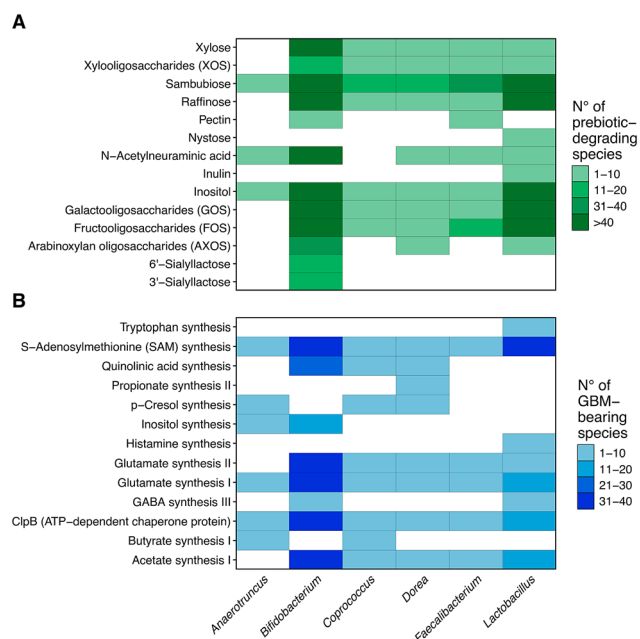 A
Xylose
Xylooligosaccharides (XOS)
Sambubiose
Raffinose
Pectin
Nystose
N−Acetylneuraminic acid
Inulin
Inositol
Galactooligosaccharides (GOS)
Fructooligosaccharides (FOS)
Arabinoxylan oligosaccharides (AXOS)
6'−Sialyllactose
3'−Sialyllactose
N° of
prebiotic−
degrading
species
1−10
11−20
31−40
>40
B
Tryptophan synthesis
S−Adenosylmethionine (SAM) synthesis
Quinolinic acid synthesis
Propionate synthesis II
p−Cresol synthesis
Inositol synthesis
Histamine synthesis
Glutamate synthesis II
Glutamate synthesis I
GABA synthesis III
ClpB (ATP−dependent chaperone protein)
Butyrate synthesis I
Acetate synthesis I
N° of
GBM−
bearing
species
1−10
11−20
21−30
31−40
Anaerotruncus
Bifidobacterium
Coprococcus
Dorea
Faecalibacterium
Lactobacillus